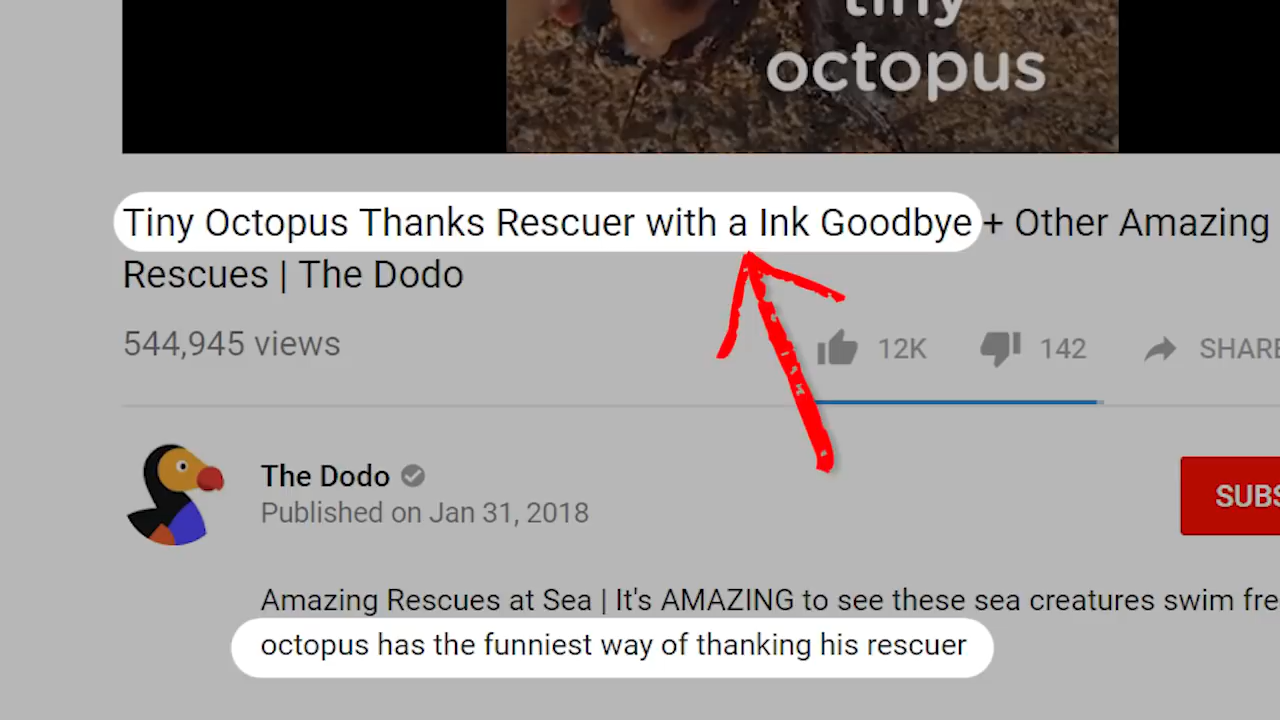 tiny
octopus
Tiny Octopus Thanks Rescuer with a Ink Goodbye + Other Amazing
Rescues | The Dodo
544,945 views
12K
142
SHARE
The Dodo
Published on Jan 31, 2018
SUBS
Amazing Rescues at Sea | It's AMAZING to see these sea creatures swim fre
octopus has the funniest way of thanking his rescuer